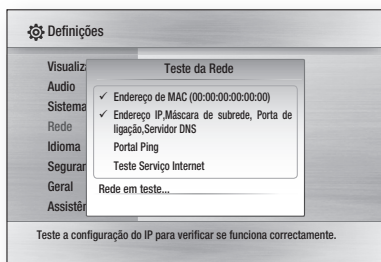 Definições
Visualiz
Audio
Sistema
Rede
Idioma
Seguran
Geral
Assistên
Teste da Rede
✓ Endereço de MAC (00:00:00:00:00:00)
✓ Endereço IP,Máscara de subrede, Porta de
ligação,Servidor DNS
Portal Ping
Teste Serviço Internet
Rede em teste...
Teste a configuração do IP para verificar se funciona correctamente.